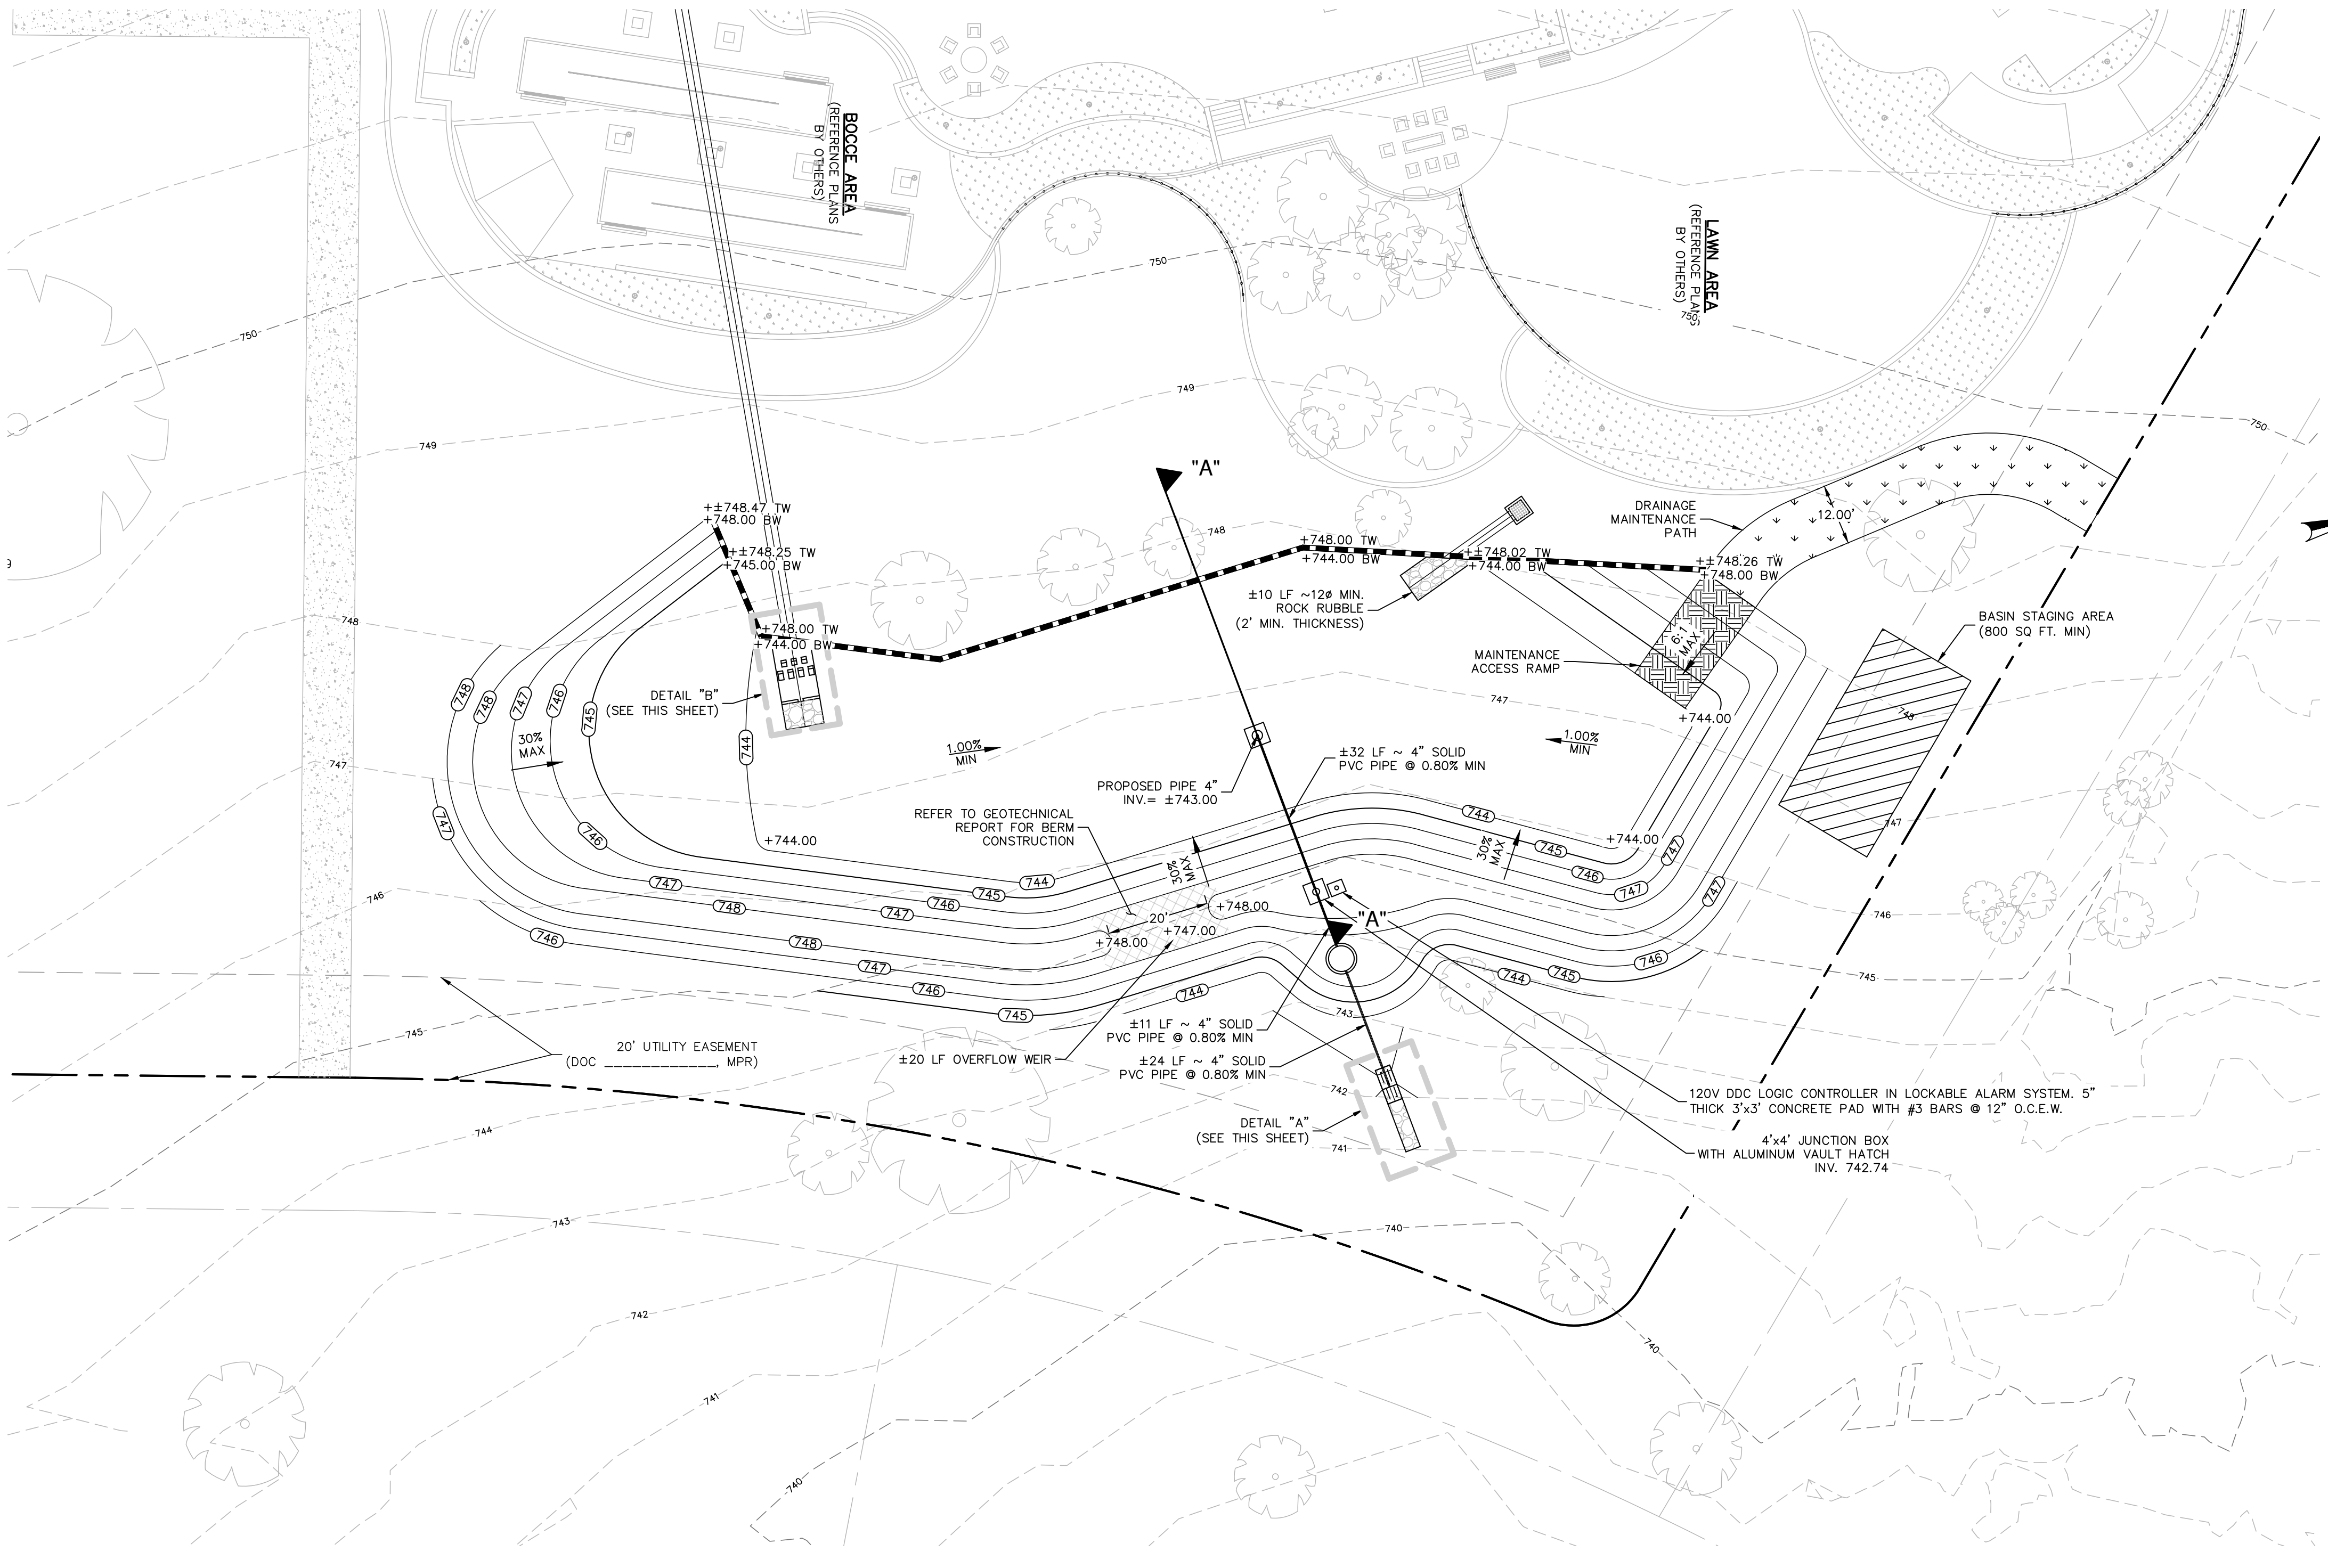 BOCCE AREA
(REFERENCE PLANS
BY OTHERS)
LAWN AREA
(REFERENCE PLANS
BY OTHERS)
750
750
750
750
749
749
"A"
748
+±748.47 TW
+748.00 BW
+±748.25 TW
+745.00 BW
+748.00 TW
+744.00 BW
+748.00 TW
+744.00 BW
+±748.02 TW
+744.00 BW
+±748.26 TW
+748.00 BW
DRAINAGE
MAINTENANCE
PATH
12.00'
±10 LF ~12ø MIN.
ROCK RUBBLE
(2' MIN. THICKNESS)
BASIN STAGING AREA
(800 SQ FT. MIN)
6:1
MAX
MAINTENANCE
ACCESS RAMP
9
748
748
748
747
746
745
744
DETAIL "B"
(SEE THIS SHEET)
747
748
+744.00
30%
MAX
1.00%
MIN
1.00%
MIN
±32 LF ~ 4" SOLID
PVC PIPE @ 0.80% MIN
747
PROPOSED PIPE 4"
INV.= ±743.00
REFER TO GEOTECHNICAL
REPORT FOR BERM
CONSTRUCTION
747
746
+744.00
744
745
746
747
747
747
747
+744.00
30%
MAX
30%
MAX
744
745
746
747
748
747
746
746
748
747
746
745
20'
+748.00
+748.00
+747.00
"A"
746
745
746
745
744
744
743
745
745
20' UTILITY EASEMENT
(DOC _____________, MPR)
±20 LF OVERFLOW WEIR
±11 LF ~ 4" SOLID
PVC PIPE @ 0.80% MIN
±24 LF ~ 4" SOLID
PVC PIPE @ 0.80% MIN
742
741
DETAIL "A"
(SEE THIS SHEET)
120V DDC LOGIC CONTROLLER IN LOCKABLE ALARM SYSTEM. 5"
THICK 3'x3' CONCRETE PAD WITH #3 BARS @ 12" O.C.E.W.
4'x4' JUNCTION BOX
WITH ALUMINUM VAULT HATCH
INV. 742.74
744
743
742
741
740
740
740